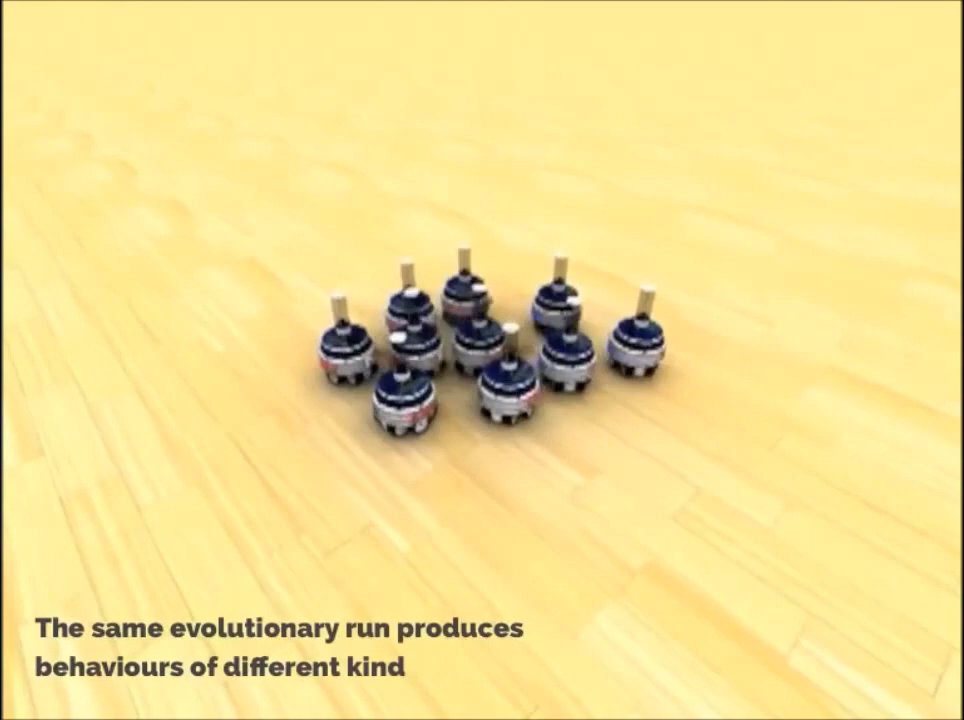 The same evolutionary run produces
behaviours of different kind